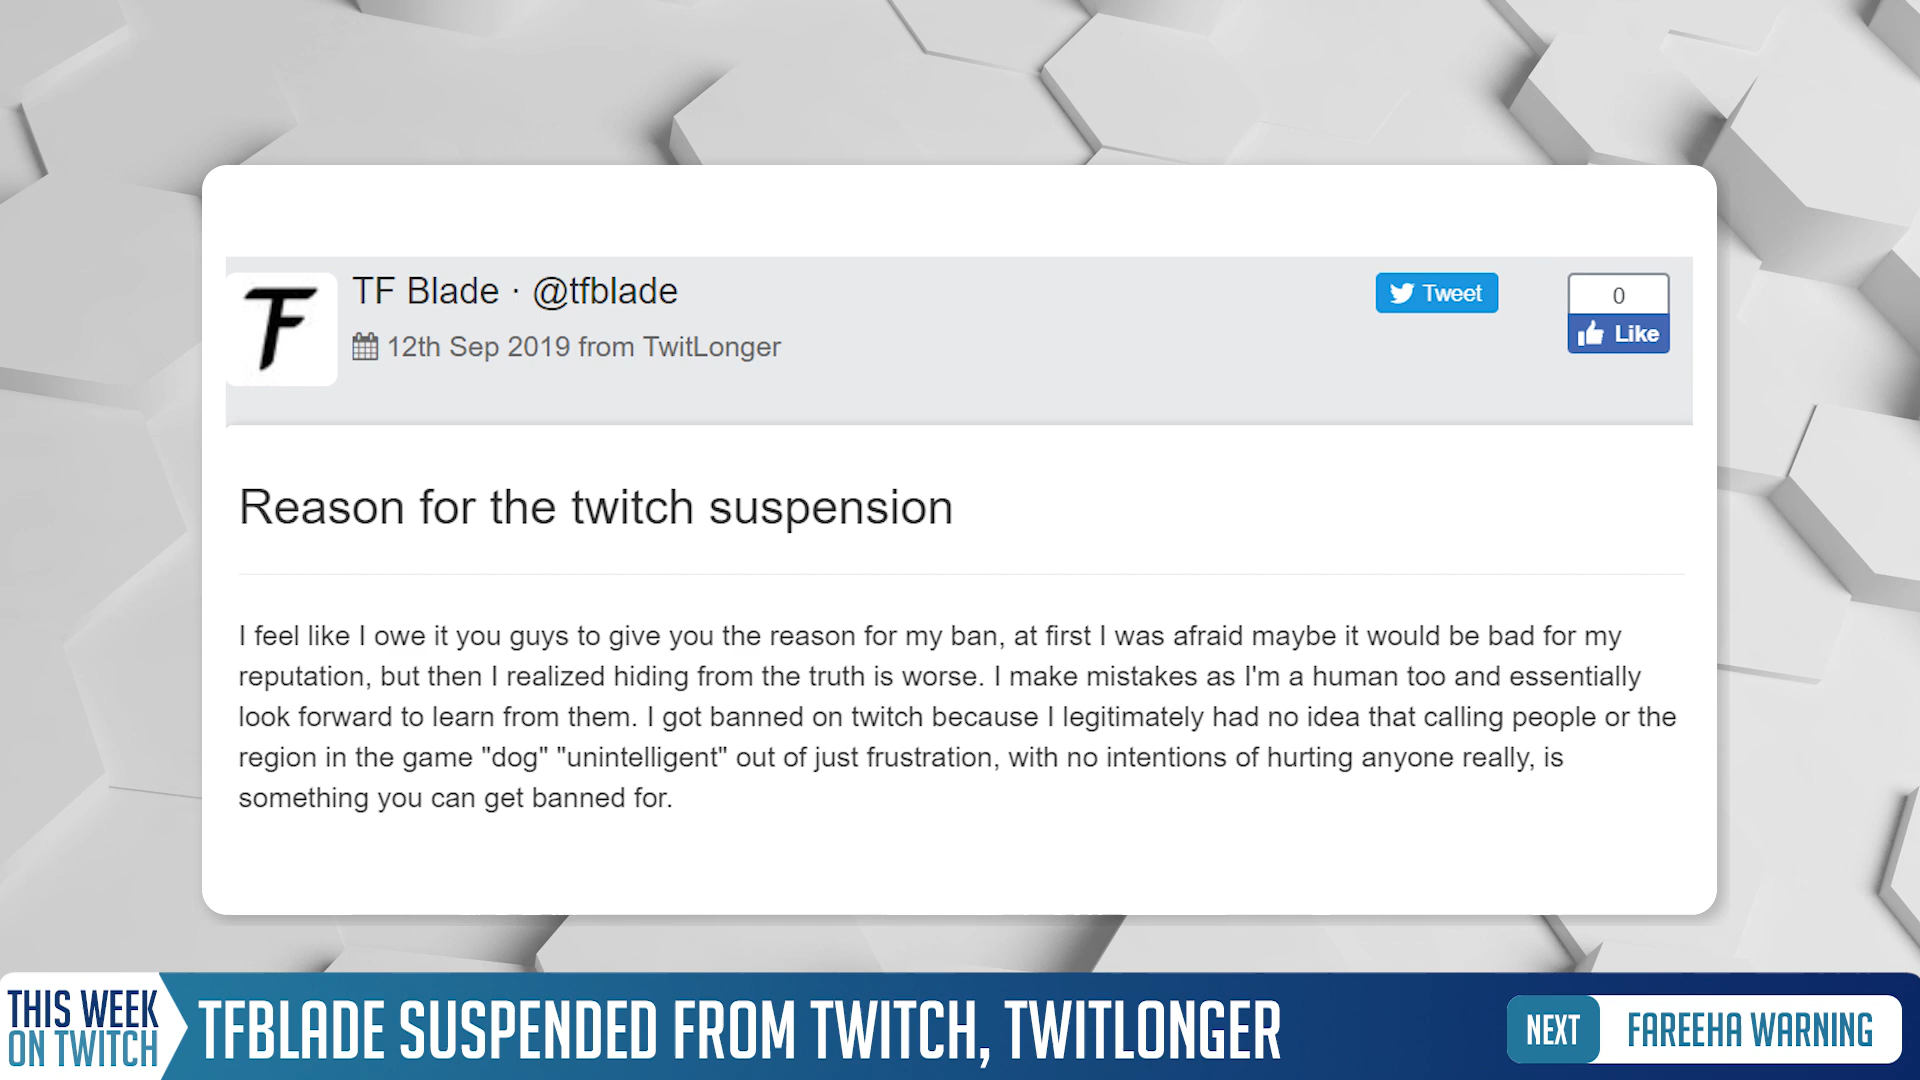 TF
TF Blade · @tfblade
12th Sep 2019 from TwitLonger
Tweet
0
Like
Reason for the twitch suspension
I feel like I owe it you guys to give you the reason for my ban, at first I was afraid maybe it would be bad for my
reputation, but then I realized hiding from the truth is worse. I make mistakes as I'm a human too and essentially
look forward to learn from them. I got banned on twitch because I legitimately had no idea that calling people or the
region in the game "dog" "unintelligent" out of just frustration, with no intentions of hurting anyone really, is
something you can get banned for.
THIS WEEK
ON TWITCH
TFBLADE SUSPENDED FROM TWITCH, TWITLONGER
NEXT
FAREEHA WARNING